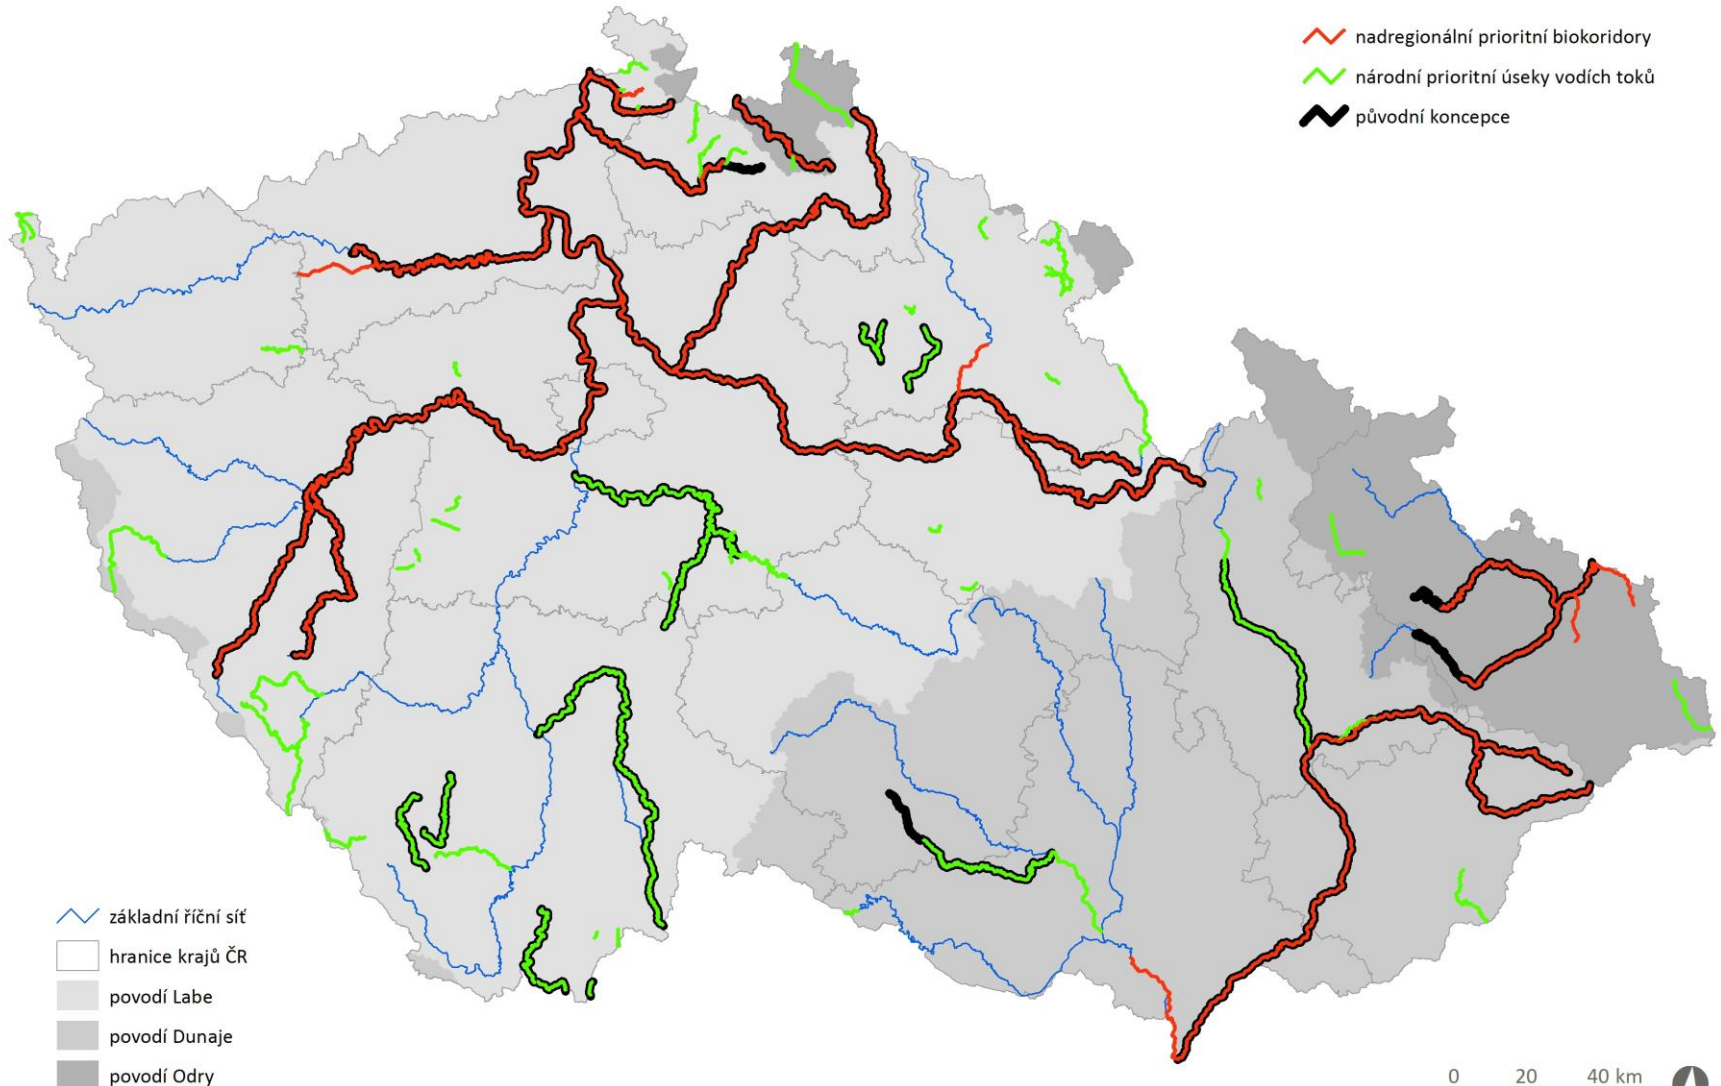 nadregionální prioritní biokoridory
národní prioritní úseky vodích toků
původní koncepce
základní říční síť
hranice krajů ČR
povodí Labe
povodí Dunaje
povodí Odry
0 20 40 km